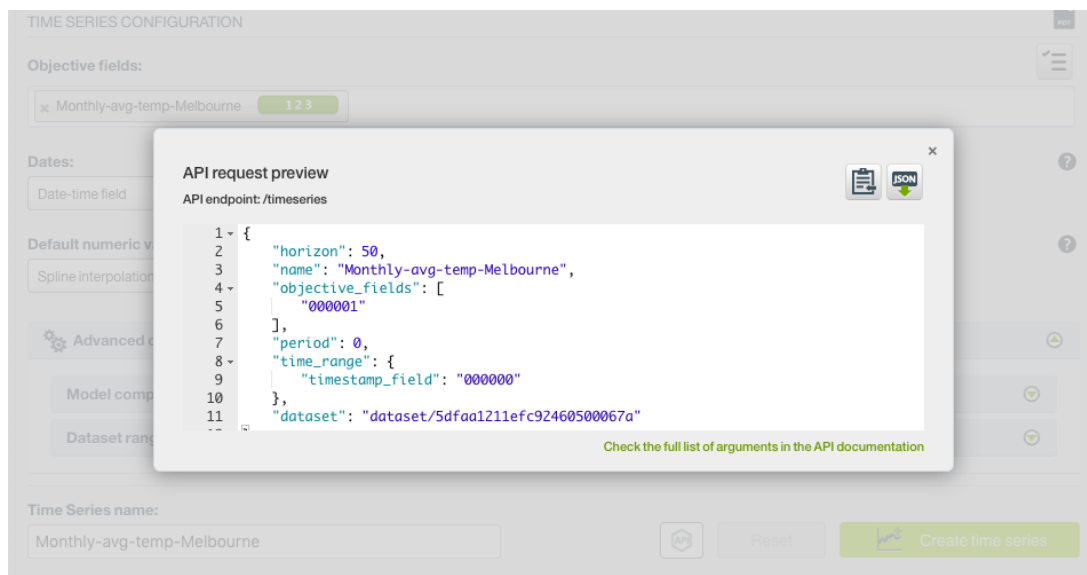 TIME SERIES CONFIGURATION
PDF
Objective fields:
× Monthly-avg-temp-Melbourne 123
Dates:
Date-time field
Default numeric v
Spline interpolation
Advanced
Model comp
Dataset rang
×
API request preview
API endpoint: /timeseries
JSON
1 {
2 "horizon": 50,
3 "name": "Monthly-avg-temp-Melbourne",
4 "objective_fields": [
5 "000001"
6 ],
7 "period": 0,
8 "time_range": {
9 "timestamp_field": "000000"
10 },
11 "dataset": "dataset/5dfaa1211efc92460500067a"
Check the full list of arguments in the API documentation
?
?
Time Series name:
Monthly-avg-temp-Melbourne
API
Reset
Create time series